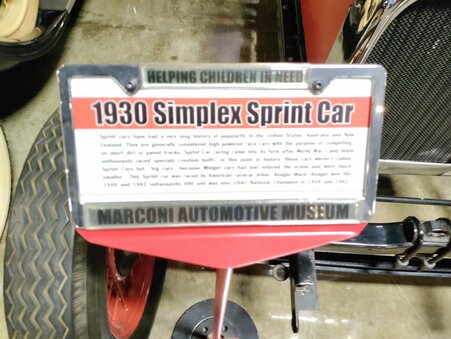 HELPING CHILDREN IN NEED
1930 Simplex Sprint Car
Sprint cars have had a very long history of popularity in the United States Australia and New
Zealand. They are generally considered high powered race cars with the purpose of competing
on short dirt or paved tracks. Sprint Car racing came into its form after World War and made
enthusiasts raced specials (custom built). In this point in history these cars weren't called
Sprint Cars but, big cars, because Midget cars had just entered the scene and were much
smaller. This Sprint car was raced by American racecar driver Rodger Ward. Rodger won the
1959 and 1962 Indianapolis 500 and was also USAC National Champion in 1959 and 1962.
MARCONI AUTOMOTIVE MUSEUM